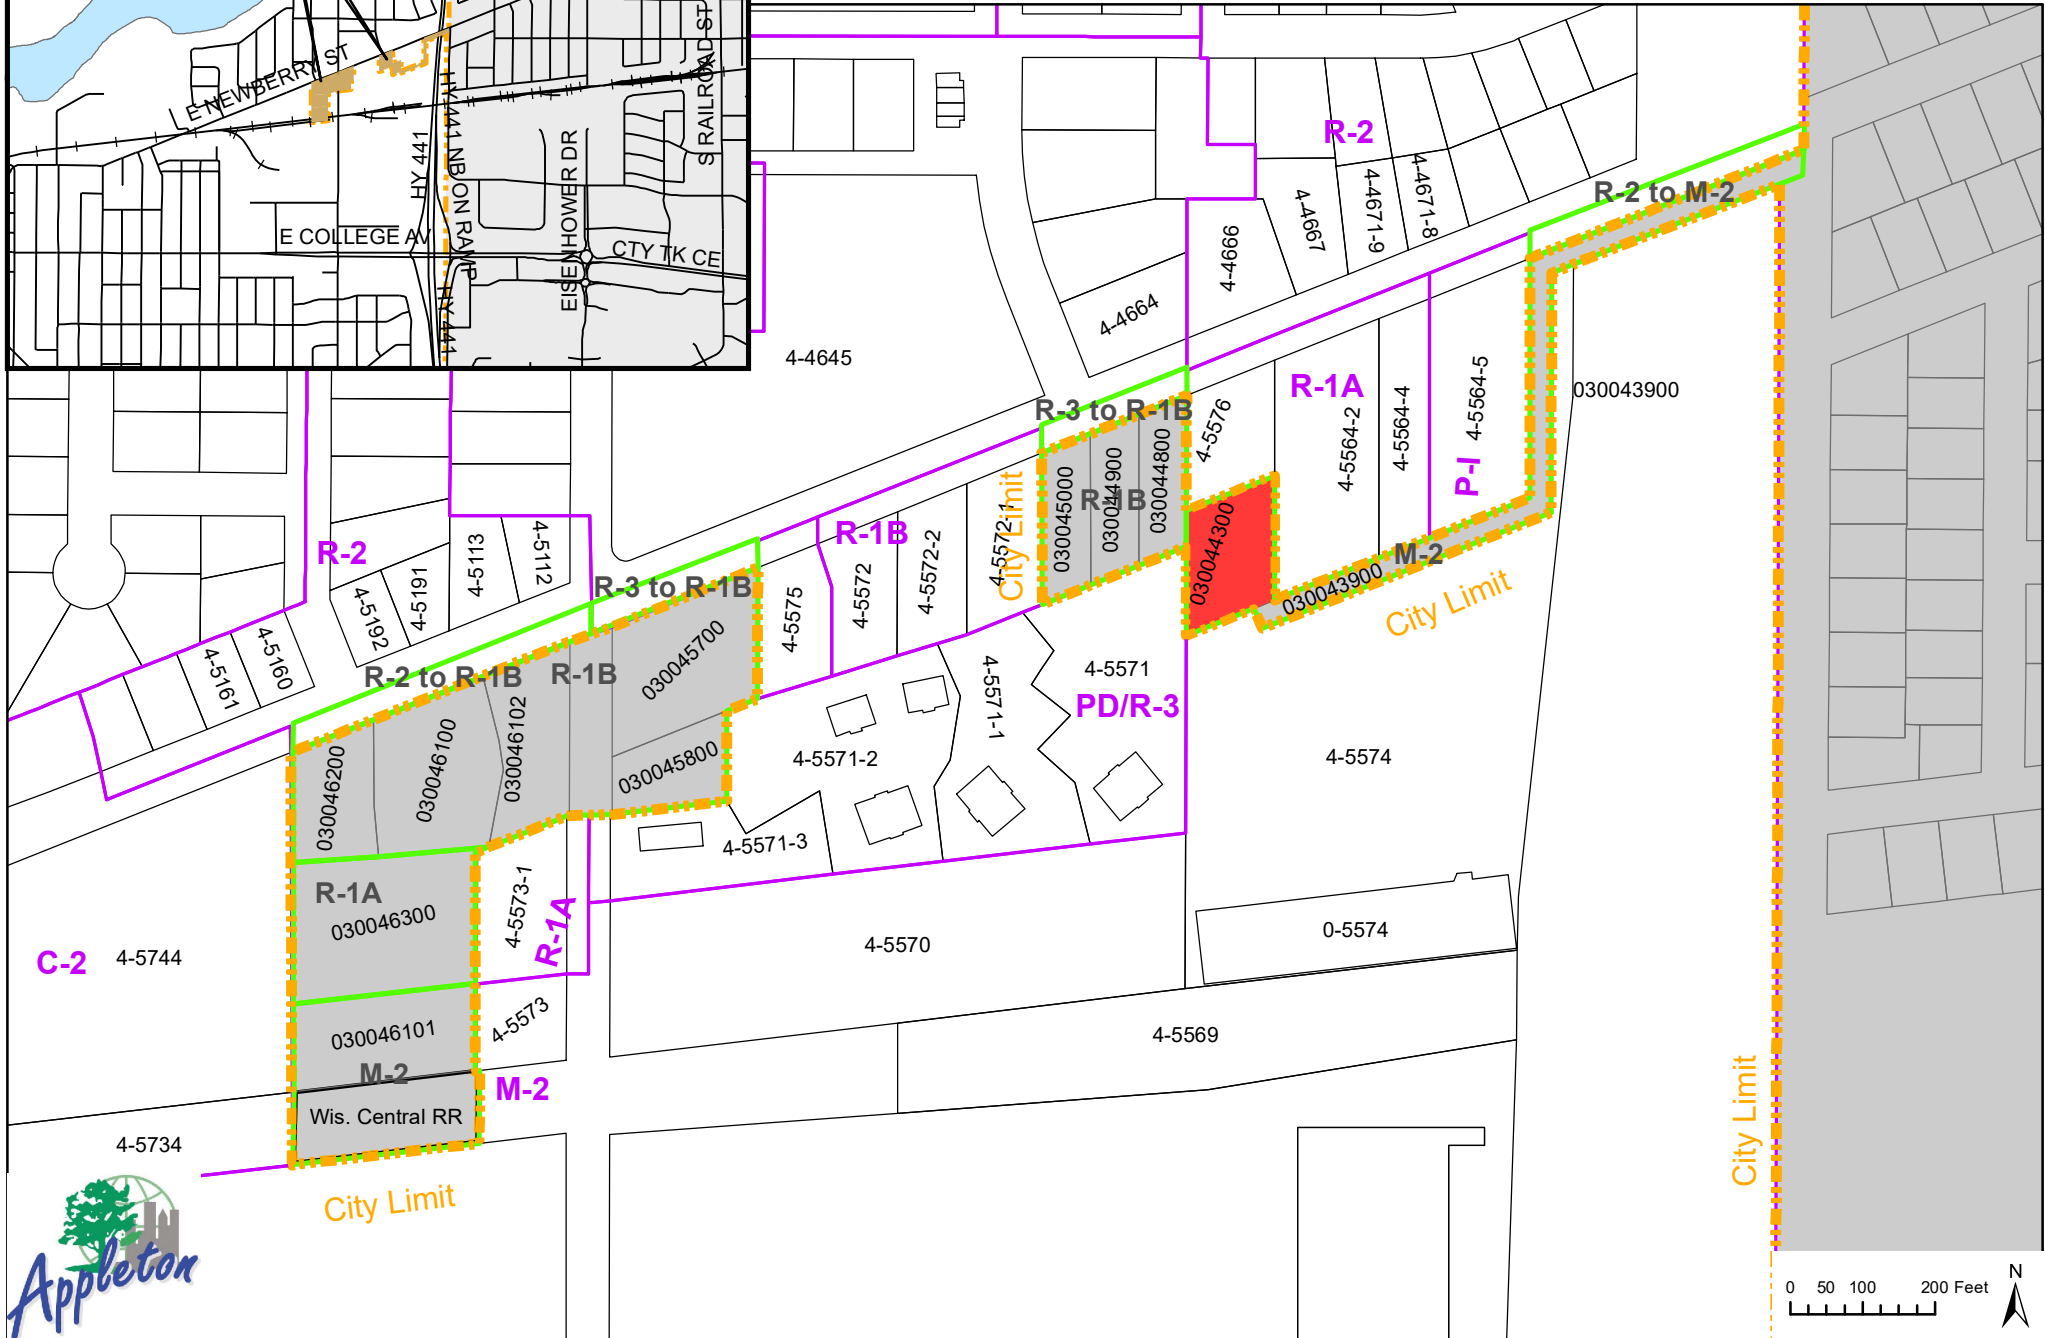 E NEWBERRY ST
HY 441
HY 441 NB ON RAMP
HY 441
E COLLEGE AV
EISENHOWER DR
CTY TK CE
S RAILROAD ST
R-2
R-2 to M-2
4-4667
4-4671-9
4-4671-8
4-4666
4-4664
4-4645
R-1A
030043900
4-5564-5
4-5564-4
4-5564-2
P-I
R-3 to R-1B
4-5576
City Limit
030045000
030044900
030044800
R-1B
030044300
M-2
030043900
City Limit
R-2
4-5113
4-5112
4-5191
4-5192
R-3 to R-1B
R-1B
4-5575
4-5572
4-5572-2
4-5572-1
4-5160
4-5161
R-2 to R-1B
R-1B
030045700
030045800
030046102
030046100
030046200
4-5571
PD/R-3
4-5571-1
4-5571-2
4-5571-3
4-5574
R-1A
030046300
4-5573-1
R-1A
C-2
4-5744
4-5570
0-5574
030046101
M-2
4-5573
M-2
4-5569
Wis. Central RR
4-5734
City Limit
City Limit
Appleton
0 50 100 200 Feet
N